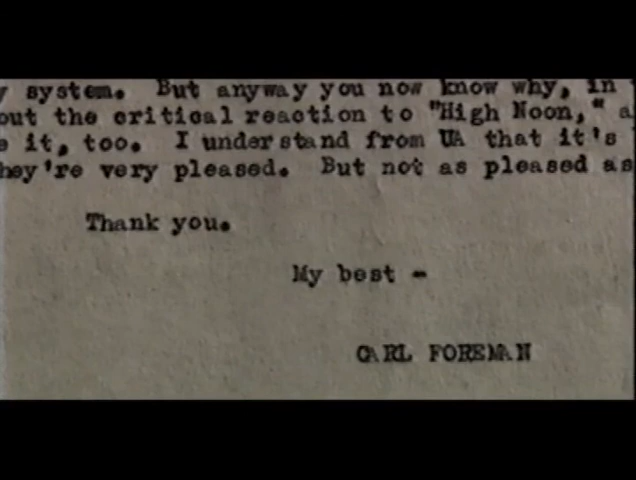 y system. But anyway you now know why, in
out the critical reaction to "High Noon," a
e it, too. I understand from UA that it's
hey're very pleased. But not as pleased as
Thank you.
My best -
CARL FOREMAN